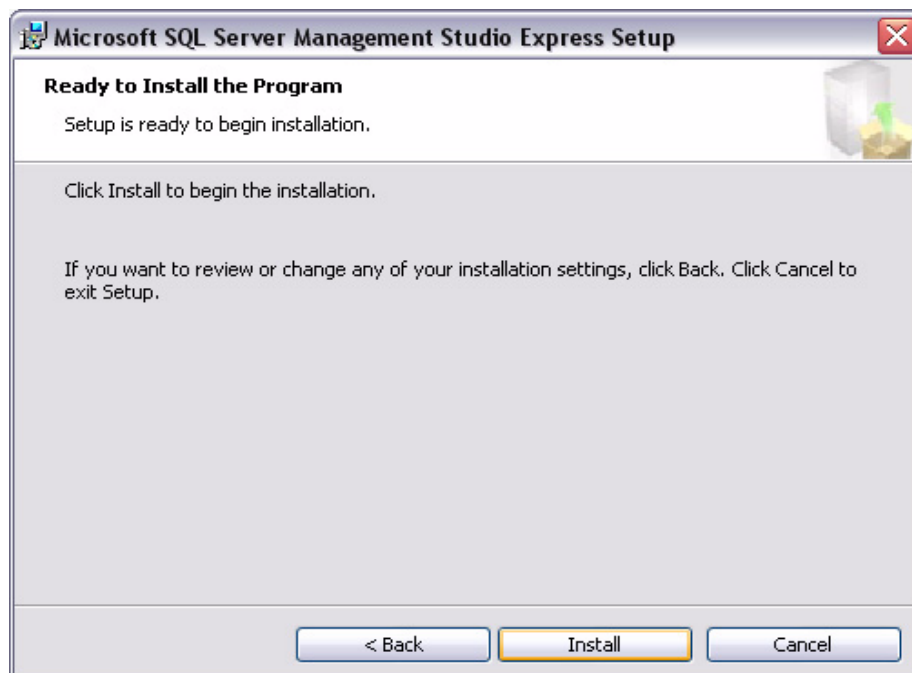 Microsoft SQL Server Management Studio Express Setup
Ready to Install the Program
Setup is ready to begin installation.
Click Install to begin the installation.
If you want to review or change any of your installation settings, click Back. Click Cancel to
exit Setup.
< Back
Install
Cancel